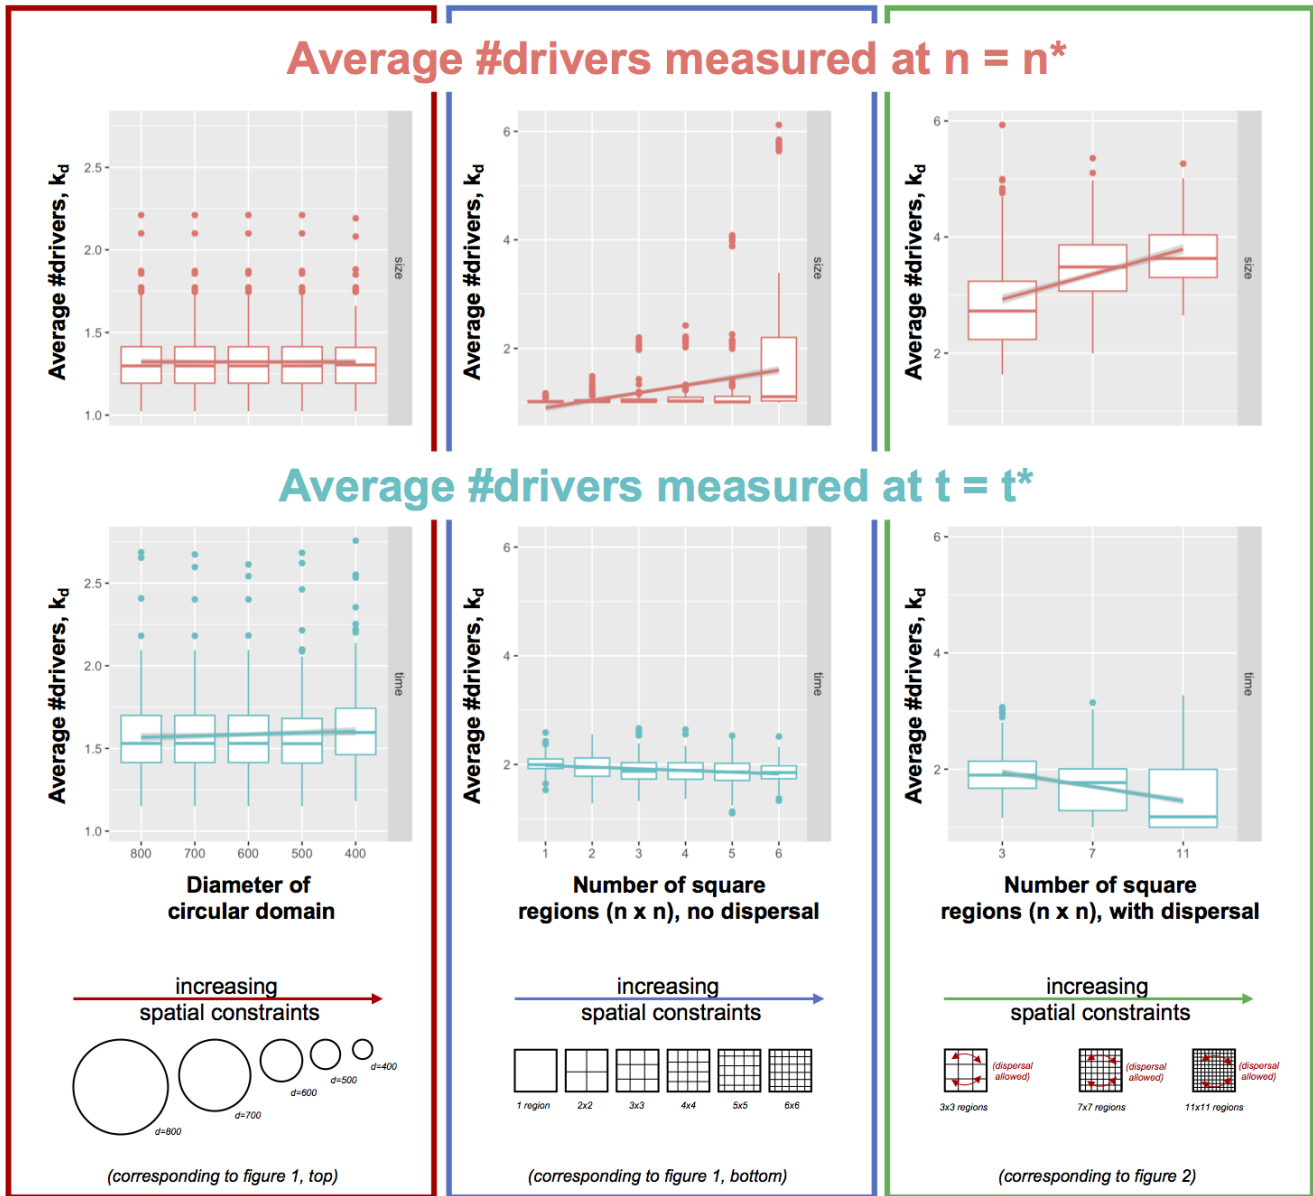 Average #drivers measured at n = n*
Average #drivers, kd
2.5
2.0
1.5
1.0
size
Average #drivers, kd
6
4
2
size
Average #drivers, kd
6
4
2
size
Average #drivers measured at t = t*
Average #drivers, kd
2.5
2.0
1.5
1.0
time
800 700 600 500 400
Average #drivers, kd
6
4
2
time
1 2 3 4 5 6
Average #drivers, kd
6
4
2
time
3 7 11
Diameter of
circular domain
Number of square
regions (n x n), no dispersal
Number of square
regions (n x n), with dispersal
increasing
spatial constraints
d=800
d=700
d=600
d=500
d=400
(corresponding to figure 1, top)
increasing
spatial constraints
1 region 2x2 3x3 4x4 5x5 6x6
(corresponding to figure 1, bottom)
increasing
spatial constraints
(dispersal
allowed)
(dispersal
allowed)
(dispersal
allowed)
3x3 regions 7x7 regions 11x11 regions
(corresponding to figure 2)